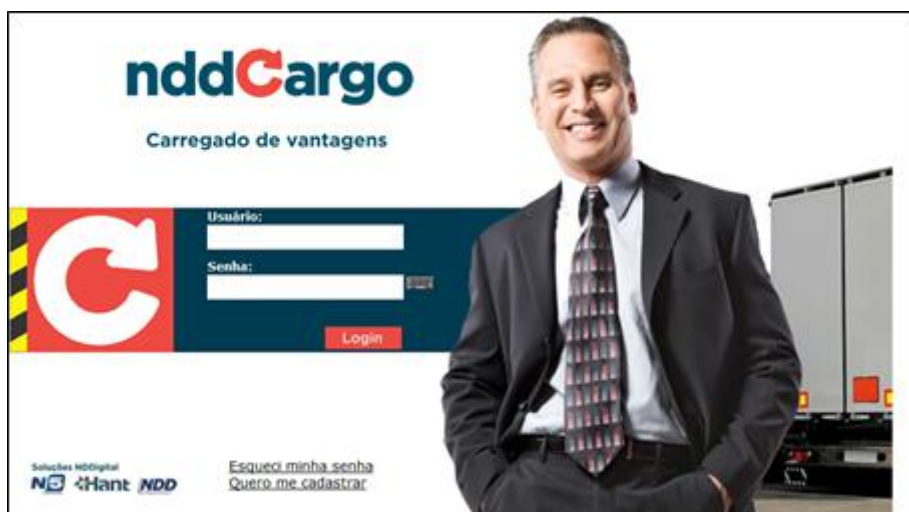 nddCargo
Carregado de vantagens
Usuário:
Senha:
Login
Soluções NDDigital
Hant NDD
Esqueci minha senha
Quero me cadastrar